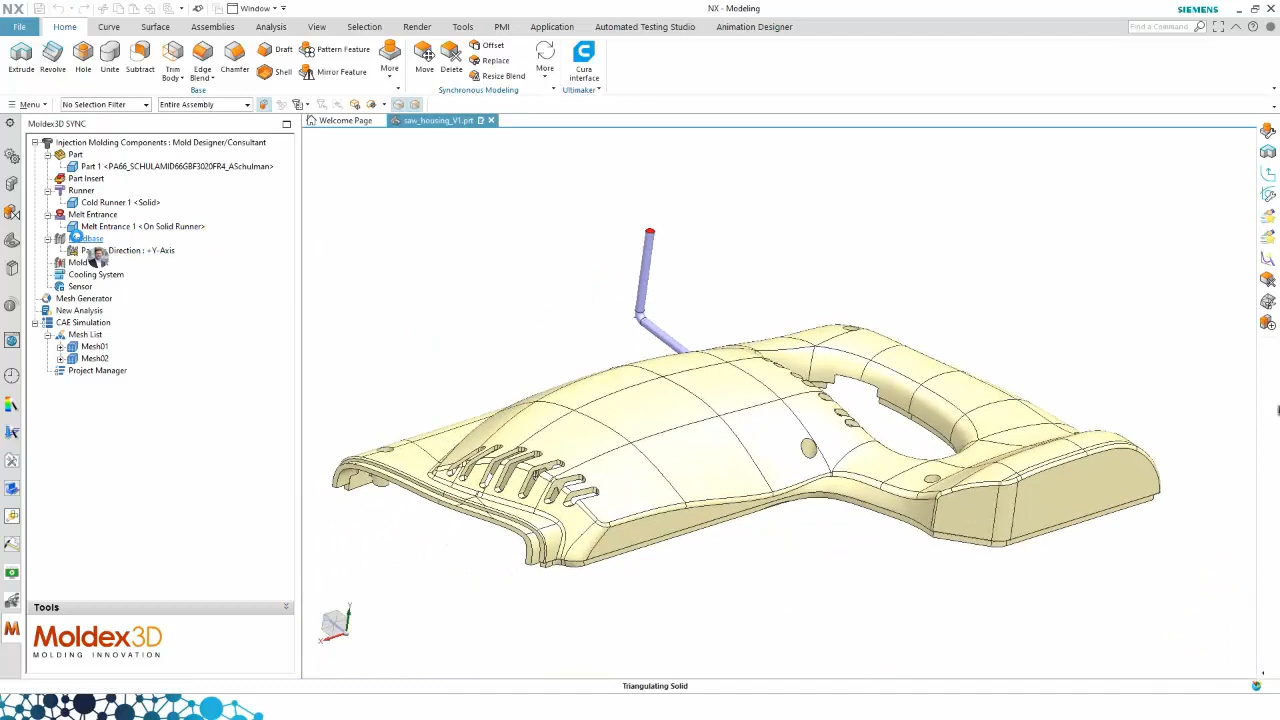 NX
Window
NX - Modeling
SIEMENS
File
Home
Curve
Surface
Assemblies
Analysis
View
Selection
Render
Tools
PMI
Application
Automated Testing Studio
Animation Designer
Find a Command
Extrude
Revolve
Hole
Unite
Subtract
Trim Body
Edge Blend
Chamfer
Draft
Shell
Pattern Feature
Mirror Feature
More
Base
Move
Delete
Offset
Replace
Resize Blend
More
Synchronous Modeling
Cura interface
Ultimaker
Menu
No Selection Filter
Entire Assembly
Moldex3D SYNC
Welcome Page
saw_housing_V1.prt
Injection Molding Components : Mold Designer/Consultant
Part
Part 1 <PA66_SCHULAMID66GBF3020FR4_ASchulman>
Part Insert
Runner
Cold Runner 1 <Solid>
Melt Entrance
Melt Entrance 1 <On Solid Runner>
Direction : +Y-Axis
Mold
Cooling System
Sensor
Mesh Generator
New Analysis
CAE Simulation
Mesh List
Mesh01
Mesh02
Project Manager
Y
X
Tools
Moldex3D
MOLDING INNOVATION
Triangulating Solid